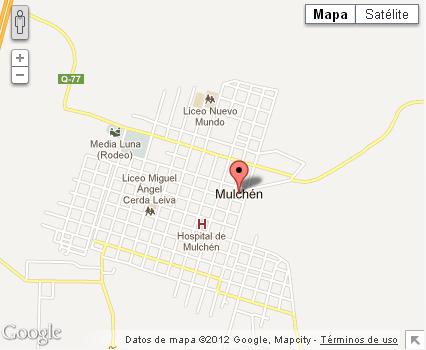 Mapa
Satélite
Q-77
Liceo Nuevo
Mundo
Media Luna
(Rodeo)
Liceo Miguel
Ángel
Cerda Leiva
Mulchén
H
Hospital de
Mulchén
Google
Datos de mapa ©2012 Google, Mapcity - Términos de uso